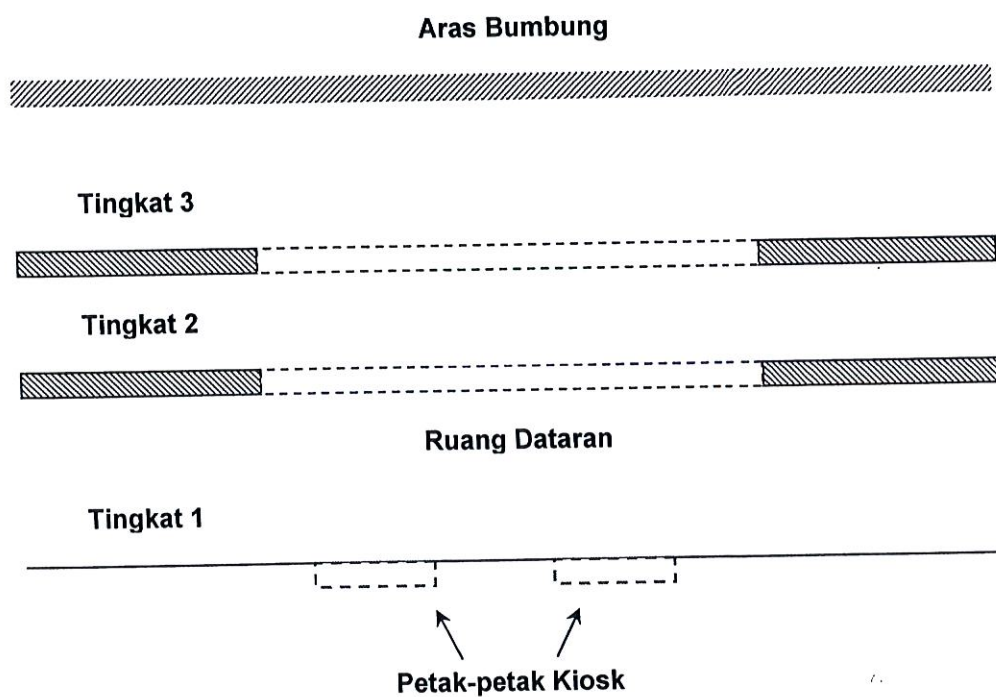 Aras Bumbung
Tingkat 3
Tingkat 2
Ruang Dataran
Tingkat 1
Petak-petak Kiosk